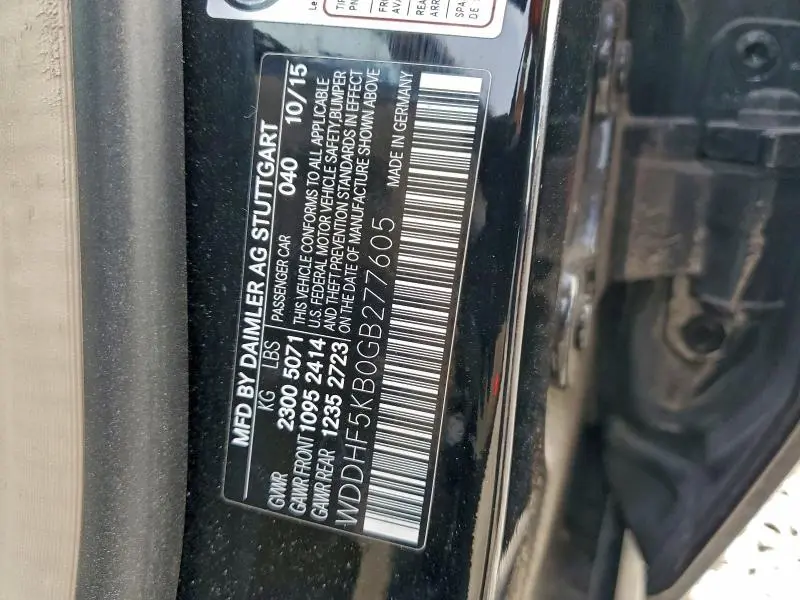 MFD BY DAIMLER AG STUTTGART
KG LBS PASSENGER CAR 040 10/15
GVWR 2300 5071
GAWR FRONT 1095 2414
GAWR REAR 1235 2723
THIS VEHICLE CONFORMS TO ALL APPLICABLE
U.S. FEDERAL MOTOR VEHICLE SAFETY,BUMPER
AND THEFT PREVENTION STANDARDS IN EFFECT
ON THE DATE OF MANUFACTURE SHOWN ABOVE
WDDHF5KB0GB277605 MADE IN GERMANY